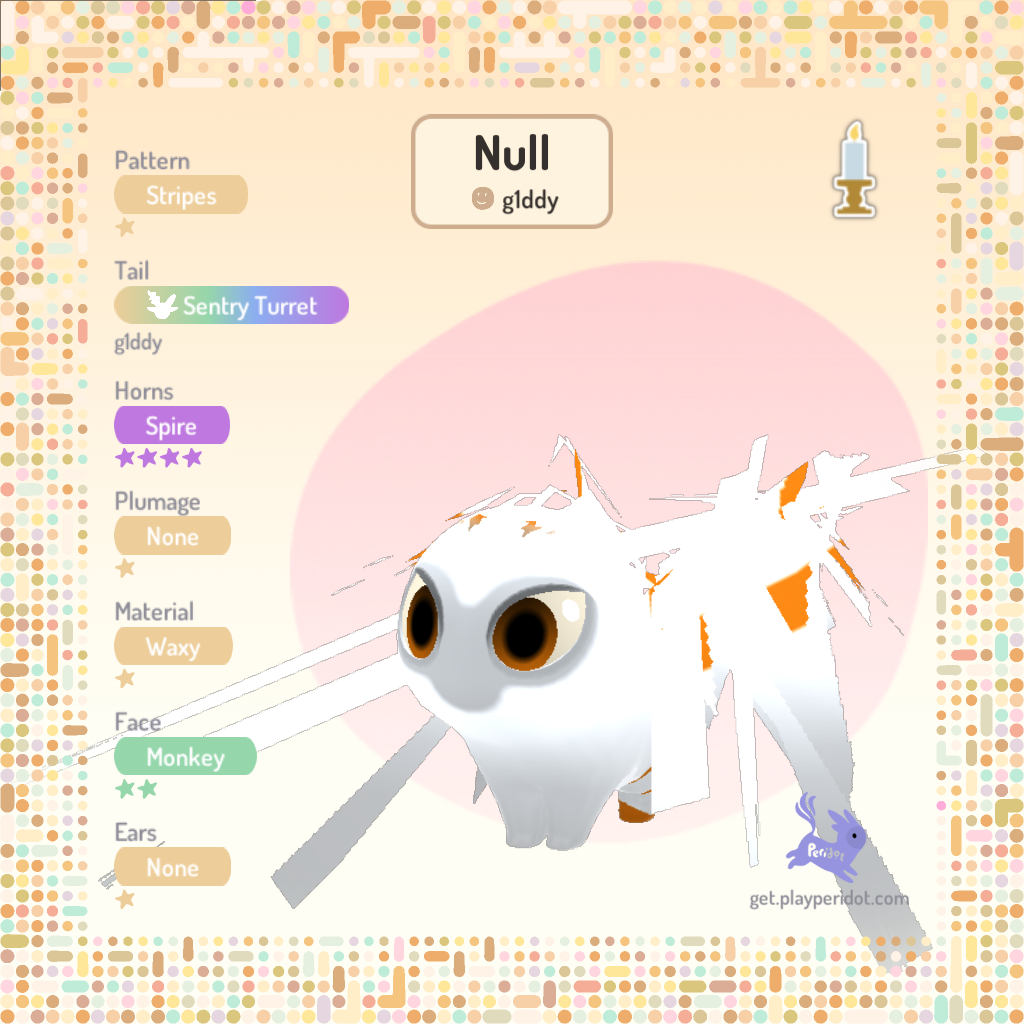 Null
g1ddy
Pattern
Stripes
Tail
Sentry Turret
g1ddy
Horns
Spire
Plumage
None
Material
Waxy
Face
Monkey
Ears
None
Peridot
get.playperidot.com